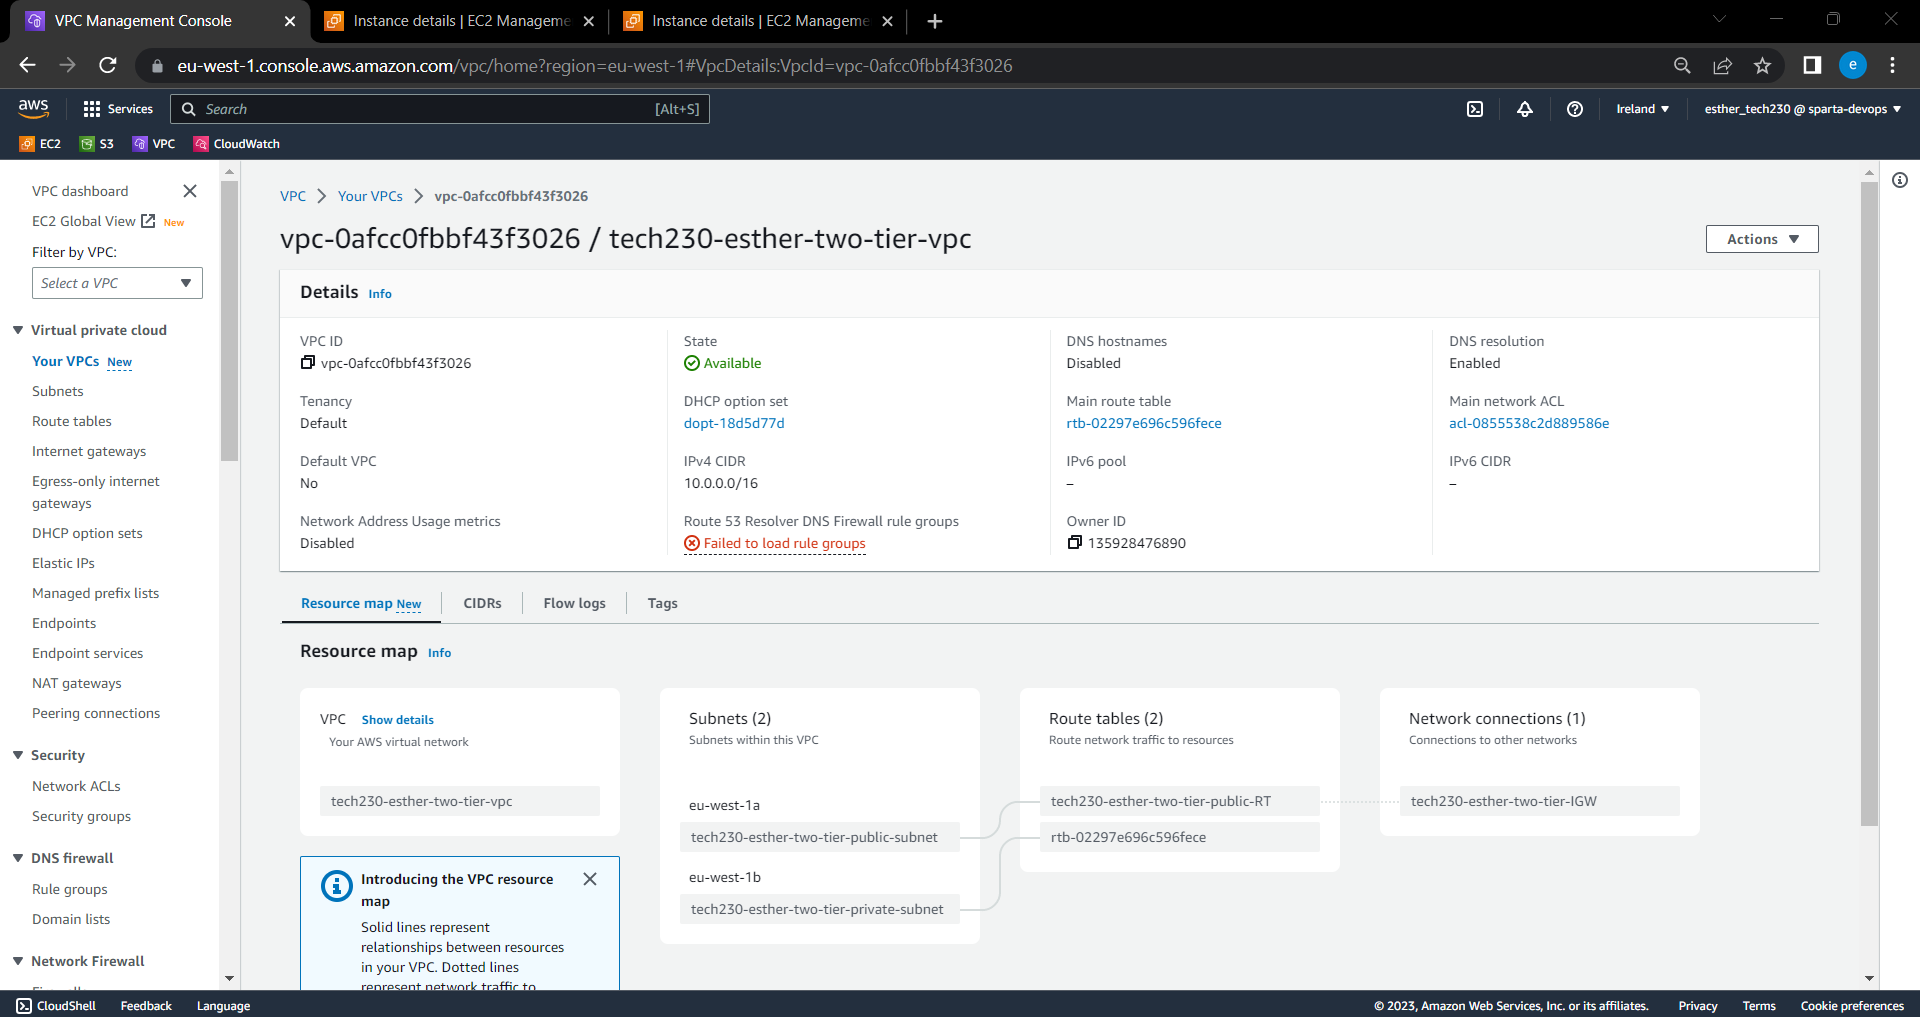 VPC Management Console
Instance details | EC2 Manageme
Instance details | EC2 Manageme
eu-west-1.console.aws.amazon.com/vpc/home?region=eu-west-1#VpcDetails:VpcId=vpc-0afcc0fbbf43f3026
e
aws
Services
Search
[Alt+S]
Ireland
esther_tech230 @ sparta-devops
EC2
S3
VPC
CloudWatch
VPC dashboard
EC2 Global View New
Filter by VPC:
Select a VPC
Virtual private cloud
Your VPCs New
Subnets
Route tables
Internet gateways
Egress-only internet
gateways
DHCP option sets
Elastic IPs
Managed prefix lists
Endpoints
Endpoint services
NAT gateways
Peering connections
Security
Network ACLs
Security groups
DNS firewall
Rule groups
Domain lists
Network Firewall
VPC
Your VPCs
vpc-0afcc0fbbf43f3026
vpc-0afcc0fbbf43f3026 / tech230-esther-two-tier-vpc
Actions
Details Info
VPC ID
vpc-0afcc0fbbf43f3026
State
Available
DNS hostnames
Disabled
DNS resolution
Enabled
Tenancy
Default
DHCP option set
dopt-18d5d77d
Main route table
rtb-02297e696c596fece
Main network ACL
acl-0855538c2d889586e
Default VPC
No
IPv4 CIDR
10.0.0.0/16
IPv6 pool
–
IPv6 CIDR
–
Network Address Usage metrics
Disabled
Route 53 Resolver DNS Firewall rule groups
Failed to load rule groups
Owner ID
135928476890
Resource map New
CIDRs
Flow logs
Tags
Resource map Info
VPC Show details
Your AWS virtual network
tech230-esther-two-tier-vpc
Introducing the VPC resource
map
Solid lines represent
relationships between resources
in your VPC. Dotted lines
represent network traffic to
Subnets (2)
Subnets within this VPC
eu-west-1a
tech230-esther-two-tier-public-subnet
eu-west-1b
tech230-esther-two-tier-private-subnet
Route tables (2)
Route network traffic to resources
tech230-esther-two-tier-public-RT
rtb-02297e696c596fece
Network connections (1)
Connections to other networks
tech230-esther-two-tier-IGW
CloudShell
Feedback
Language
© 2023, Amazon Web Services, Inc. or its affiliates.
Privacy
Terms
Cookie preferences